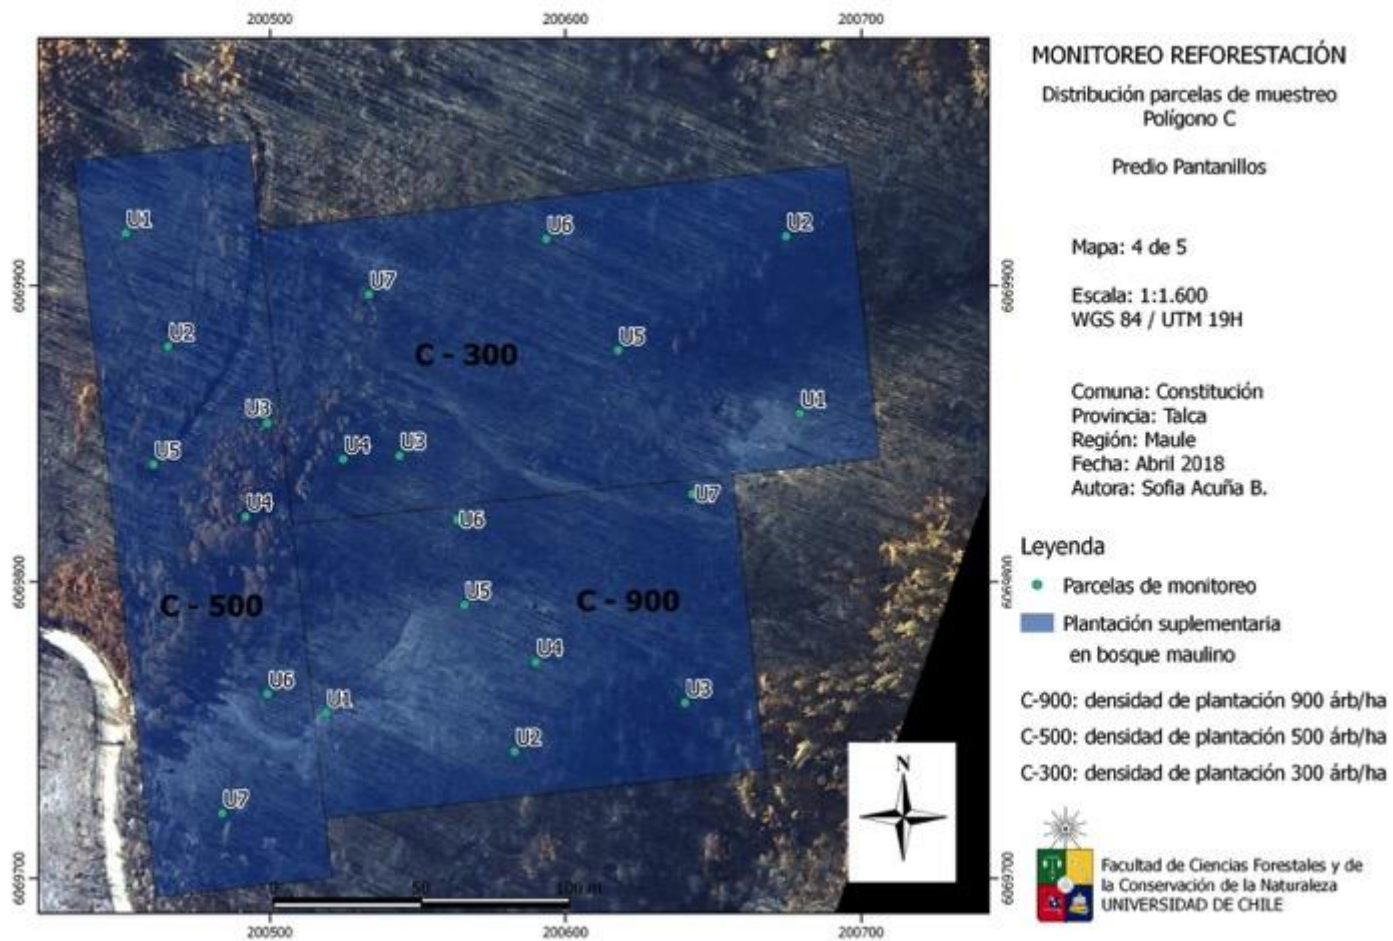 200500
200600
200700
MONITOREO REFORESTACIÓN
Distribución parcelas de muestreo
Polígono C
Predio Pantanillos
Mapa: 4 de 5
Escala: 1:1.600
WGS 84 / UTM 19H
Comuna: Constitución
Provincia: Talca
Región: Maule
Fecha: Abril 2018
Autora: Sofia Acuña B.
Leyenda
Parcelas de monitoreo
Plantación suplementaria
en bosque maulino
C-900: densidad de plantación 900 árb/ha
C-500: densidad de plantación 500 árb/ha
C-300: densidad de plantación 300 árb/ha
Facultad de Ciencias Forestales y de
la Conservación de la Naturaleza
UNIVERSIDAD DE CHILE
6069900
6069800
6069700
6069900
6069800
6069700
U1
U2
U3
U5
U4
C - 500
U6
U7
U6
U2
U7
U5
C - 300
U1
U4
U3
U7
U6
U5
C - 900
U4
U3
U1
U2
N
0
50
100 m
200500
200600
200700